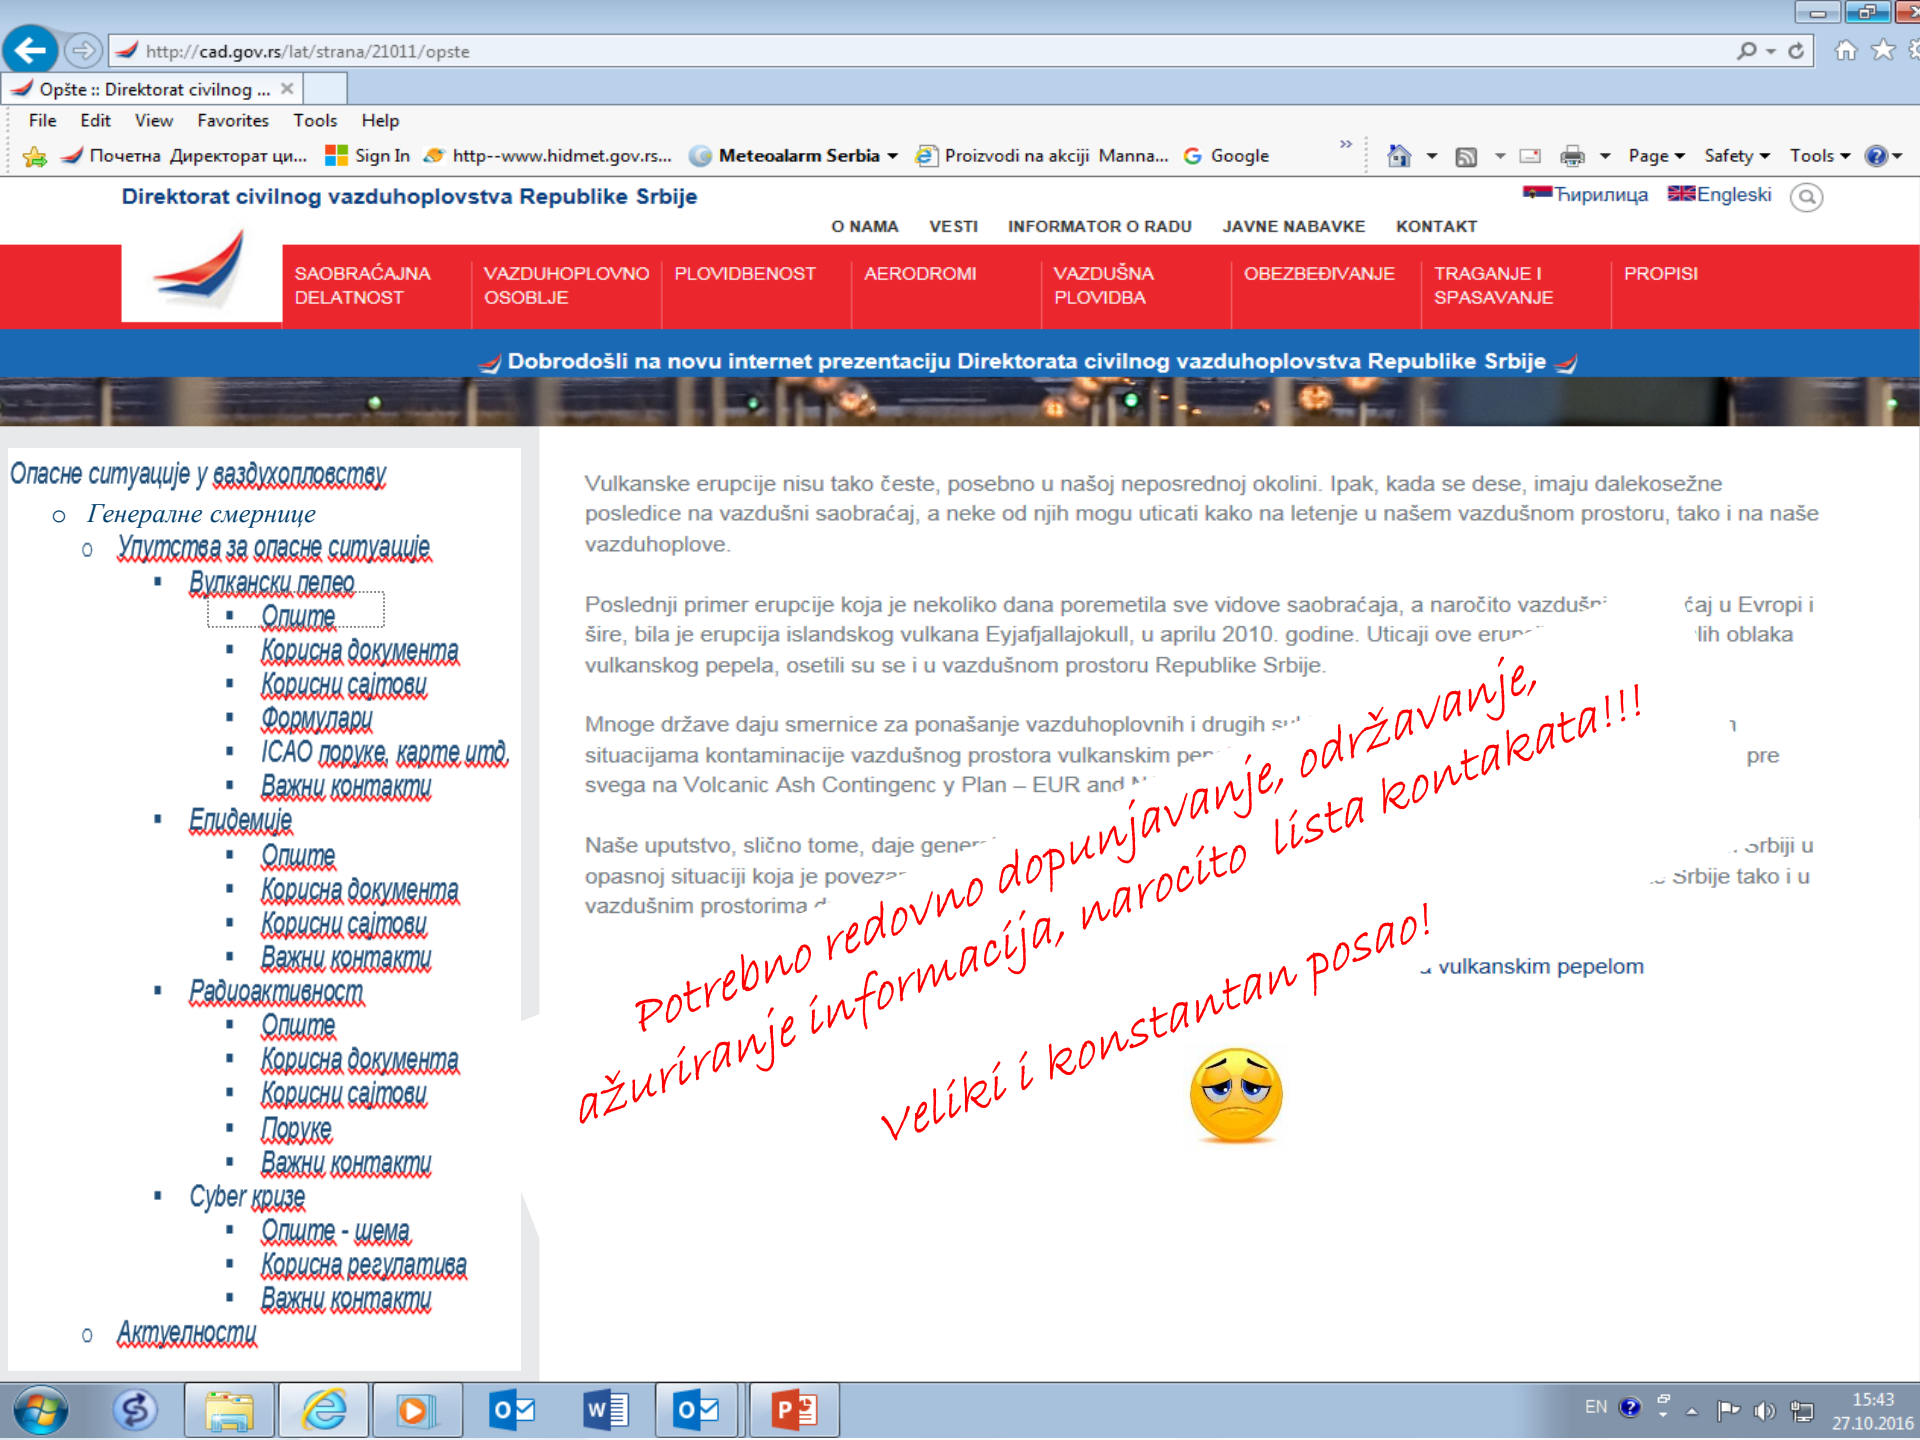 http://cad.gov.rs/lat/strana/21011/opste
Opšte :: Direktorat civilnog ...
File Edit View Favorites Tools Help
Почетна Директорат ци... Sign In http--www.hidmet.gov.rs... Meteoalarm Serbia Proizvodi na akciji Manna... Google » Page Safety Tools
Direktorat civilnog vazduhoplovstva Republike Srbije
Ћирилица Engleski
O NAMA VESTI INFORMATOR O RADU JAVNE NABAVKE KONTAKT
SAOBRAĆAJNA DELATNOST
VAZDUHOPLOVNO OSOBLJE
PLOVIDBENOST
AERODROMI
VAZDUŠNA PLOVIDBA
OBEZBEĐIVANJE
TRAGANJE I SPASAVANJE
PROPISI
Dobrodošli na novu internet prezentaciju Direktorata civilnog vazduhoplovstva Republike Srbije
Опасне ситуације у ваздухопловству
Генералне смернице
Упутства за опасне ситуације
Вулкански пепео
Опште
Корисна документа
Корисни сајтови
Формулари
ICAO поруке, карте итд.
Важни контакти
Епидемије
Опште
Корисна документа
Корисни сајтови
Важни контакти
Радиоактивност
Опште
Корисна документа
Корисни сајтови
Поруке
Важни контакти
Cyber кризе
Опште - шема
Корисна регулатива
Важни контакти
Актуелности
Vulkanske erupcije nisu tako česte, posebno u našoj neposrednoj okolini. Ipak, kada se dese, imaju dalekosežne
posledice na vazdušni saobraćaj, a neke od njih mogu uticati kako na letenje u našem vazdušnom prostoru, tako i na naše
vazduhoplove.
Poslednji primer erupcije koja je nekoliko dana poremetila sve vidove saobraćaja, a naročito vazdušni ćaj u Evropi i
šire, bila je erupcija islandskog vulkana Eyjafjallajokull, u aprilu 2010. godine. Uticaji ove lih oblaka
vulkanskog pepela, osetili su se i u vazdušnom prostoru Republike Srbije.
Mnoge države daju smernice za ponašanje vazduhoplovnih i drugih
situacijama kontaminacije vazdušnog prostora vulkanskim pre
svega na Volcanic Ash Contingenc y Plan – EUR and
Naše uputstvo, slično tome, daje Srbiji u
opasnoj situaciji koja je Srbije tako i u
vazdušnim prostorima
vulkanskim pepelom
Potrebno redovno dopunjavanje, održavanje,
ažuriranje informacija, narocito lista kontakata!!!
Veliki i konstantan posao!
EN
15:43
27.10.2016